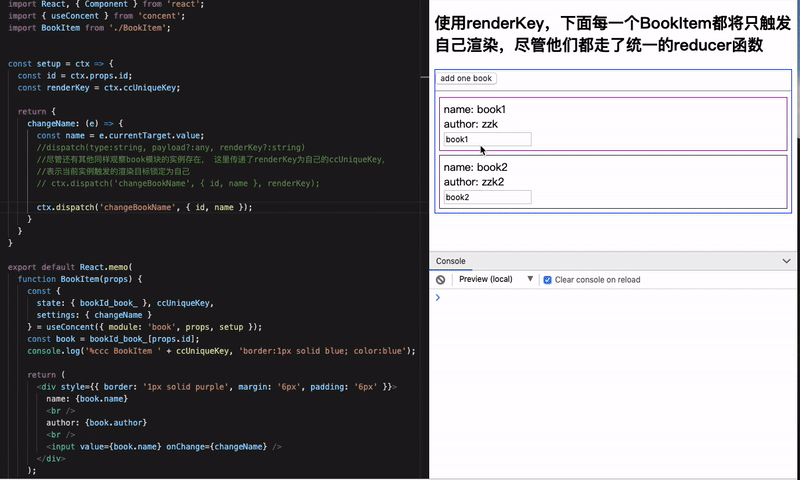 import React, { Component } from 'react';
import { useConcent } from 'concent';
import BookItem from './BookItem';
const setup = ctx => {
const id = ctx.props.id;
const renderKey = ctx.ccUniqueKey;
return {
changeName: (e) => {
const name = e.currentTarget.value;
//dispatch(type:string, payload?:any, renderKey?:string)
//尽管还有其他同样观察book模块的实例存在， 这里传递了renderKey为自己的ccUniqueKey,
//表示当前实例触发的渲染目标锁定为自己
// ctx.dispatch('changeBookName', { id, name }, renderKey);
ctx.dispatch('changeBookName', { id, name });
}
}
}
export default React.memo(
function BookItem(props) {
const {
state: { bookId_book_ }, ccUniqueKey,
settings: { changeName }
} = useConcent({ module: 'book', props, setup });
const book = bookId_book_[props.id];
console.log('%ccc BookItem ' + ccUniqueKey, 'border:1px solid blue; color:blue');
return (
<div style={{ border: '1px solid purple', margin: '6px', padding: '6px' }}>
name: {book.name}
<br />
author: {book.author}
<br />
<input value={book.name} onChange={changeName} />
</div>
);
使用renderKey，下面每一个BookItem都将只触发
自己渲染，尽管他们都走了统一的reducer函数
add one book
name: book1
author: zzk
book1
name: book2
author: zzk2
book2
Console
Preview (local)
Clear console on reload